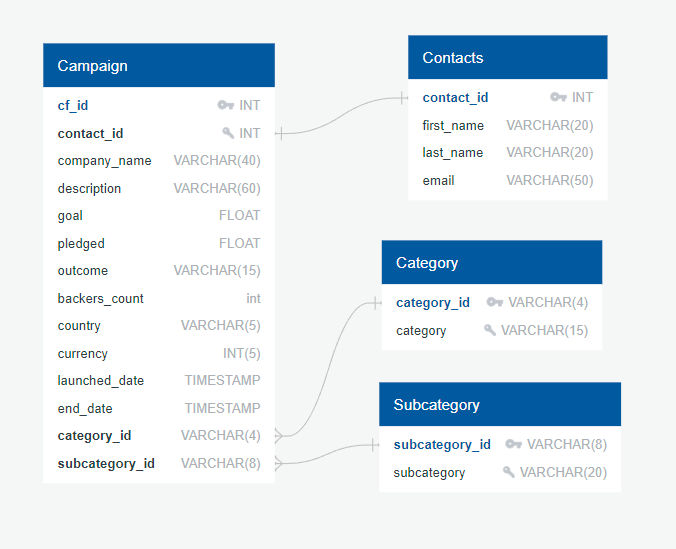 Campaign
cf_id INT
contact_id INT
company_name VARCHAR(40)
description VARCHAR(60)
goal FLOAT
pledged FLOAT
outcome VARCHAR(15)
backers_count int
country VARCHAR(5)
currency INT(5)
launched_date TIMESTAMP
end_date TIMESTAMP
category_id VARCHAR(4)
subcategory_id VARCHAR(8)
Contacts
contact_id INT
first_name VARCHAR(20)
last_name VARCHAR(20)
email VARCHAR(50)
Category
category_id VARCHAR(4)
category VARCHAR(15)
Subcategory
subcategory_id VARCHAR(8)
subcategory VARCHAR(20)